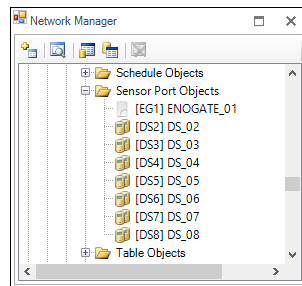 Network Manager
Schedule Objects
Sensor Port Objects
[EG1] ENOGATE_01
[DS2] DS_02
[DS3] DS_03
[DS4] DS_04
[DS5] DS_05
[DS6] DS_06
[DS7] DS_07
[DS8] DS_08
Table Objects